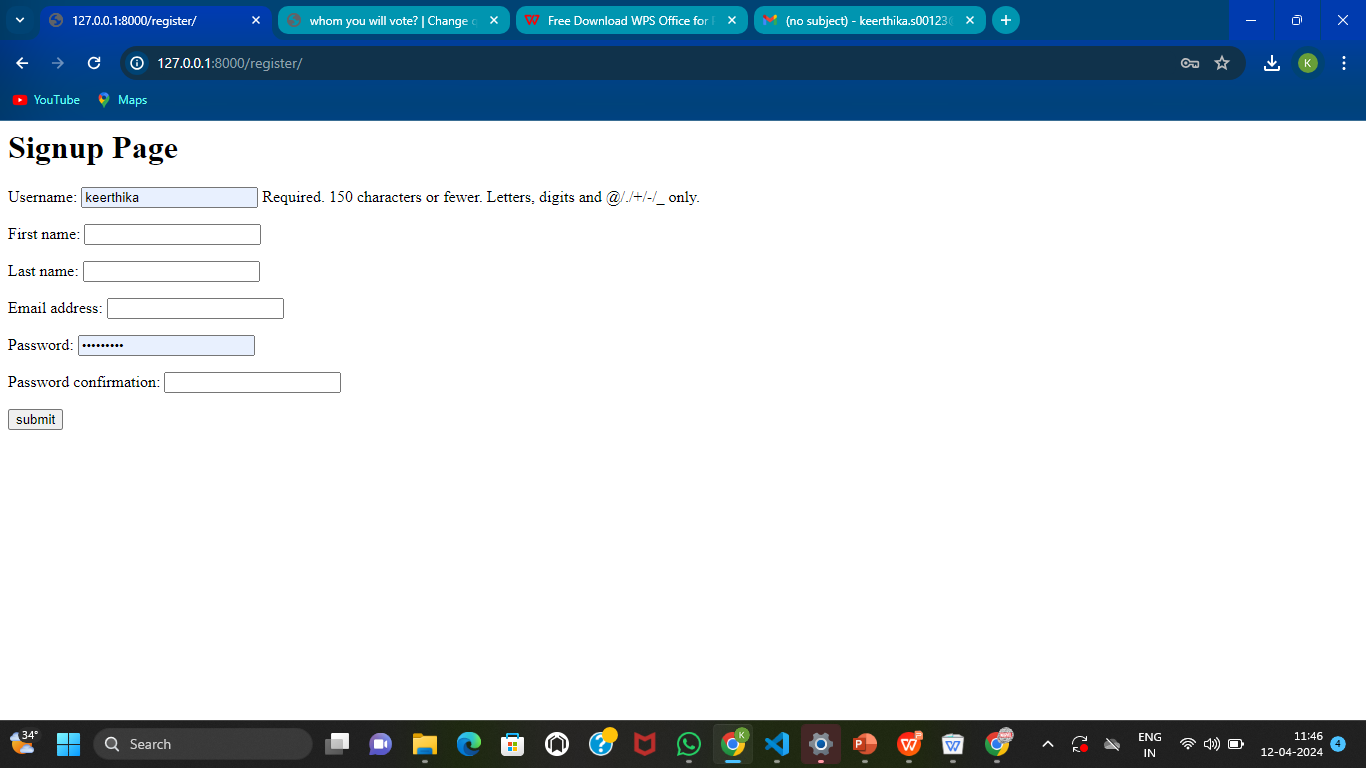 127.0.0.1:8000/register/
whom you will vote? | Change
Free Download WPS Office for
(no subject) - keerthika.s00123
127.0.0.1:8000/register/
YouTube
Maps
Signup Page
Username: keerthika Required. 150 characters or fewer. Letters, digits and @/./+/-/_ only.
First name:
Last name:
Email address:
Password: •••••••••
Password confirmation:
submit
34°
Search
ENG
IN
11:46
12-04-2024
4